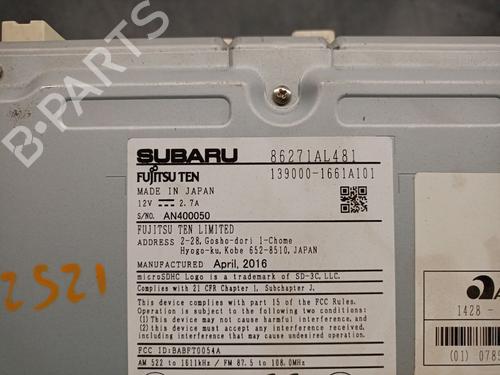 B-PARTS
SUBARU 86271AL481
FUJITSU TEN 139000-1661A101
MADE IN JAPAN
12V 2.7A
S/NO. AN400050
FUJITSU TEN LIMITED
ADDRESS 2-28, Gosho-dori 1-Chome
Hyogo-ku, Kobe 652-8510, JAPAN
MANUFACTURED April, 2016
microSDHC Logo is a trademark of SD-3C, LLC.
Complies with 21 CFR Chapter 1, Subchapter J.
This device complies with part 15 of the FCC Rules.
Operation is subject to the following two conditions:
(1) This device may not cause harmful interference, and
(2) this device must accept any interference received,
including interference that may cause undesired operation.
FCC ID:BABFT0054A
AM 522 to 1611kHz / FM 87.5 to 108.0MHz
2521
1428 -
(01) 0785